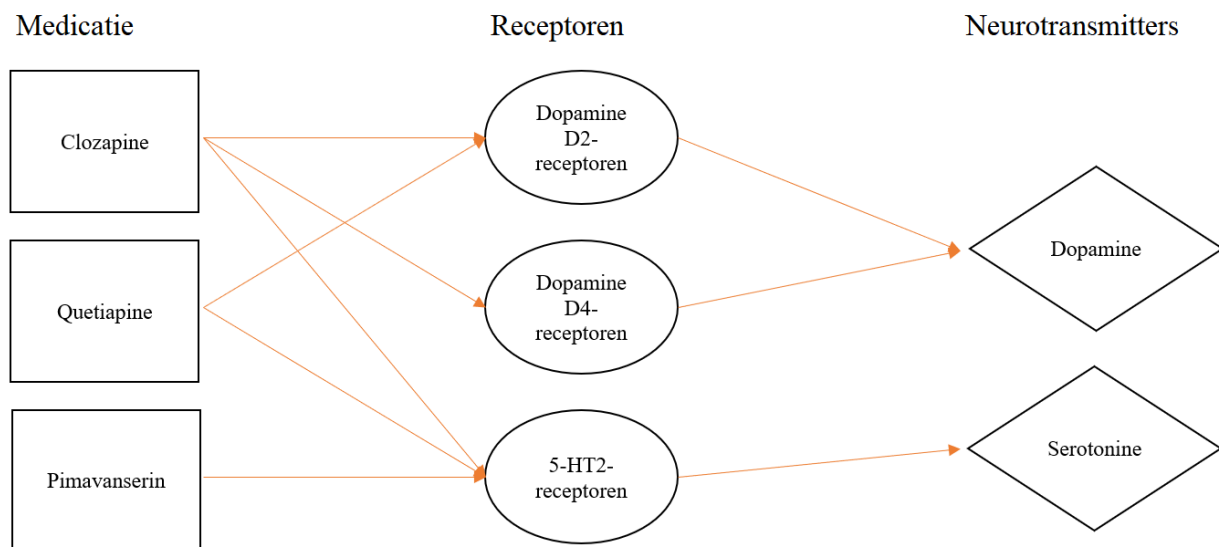 Medicatie
Receptoren
Neurotransmitters
Clozapine
Dopamine
D2-
receptoren
Dopamine
Quetiapine
Dopamine
D4-
receptoren
Serotonine
Pimavanserin
5-HT2-
receptoren